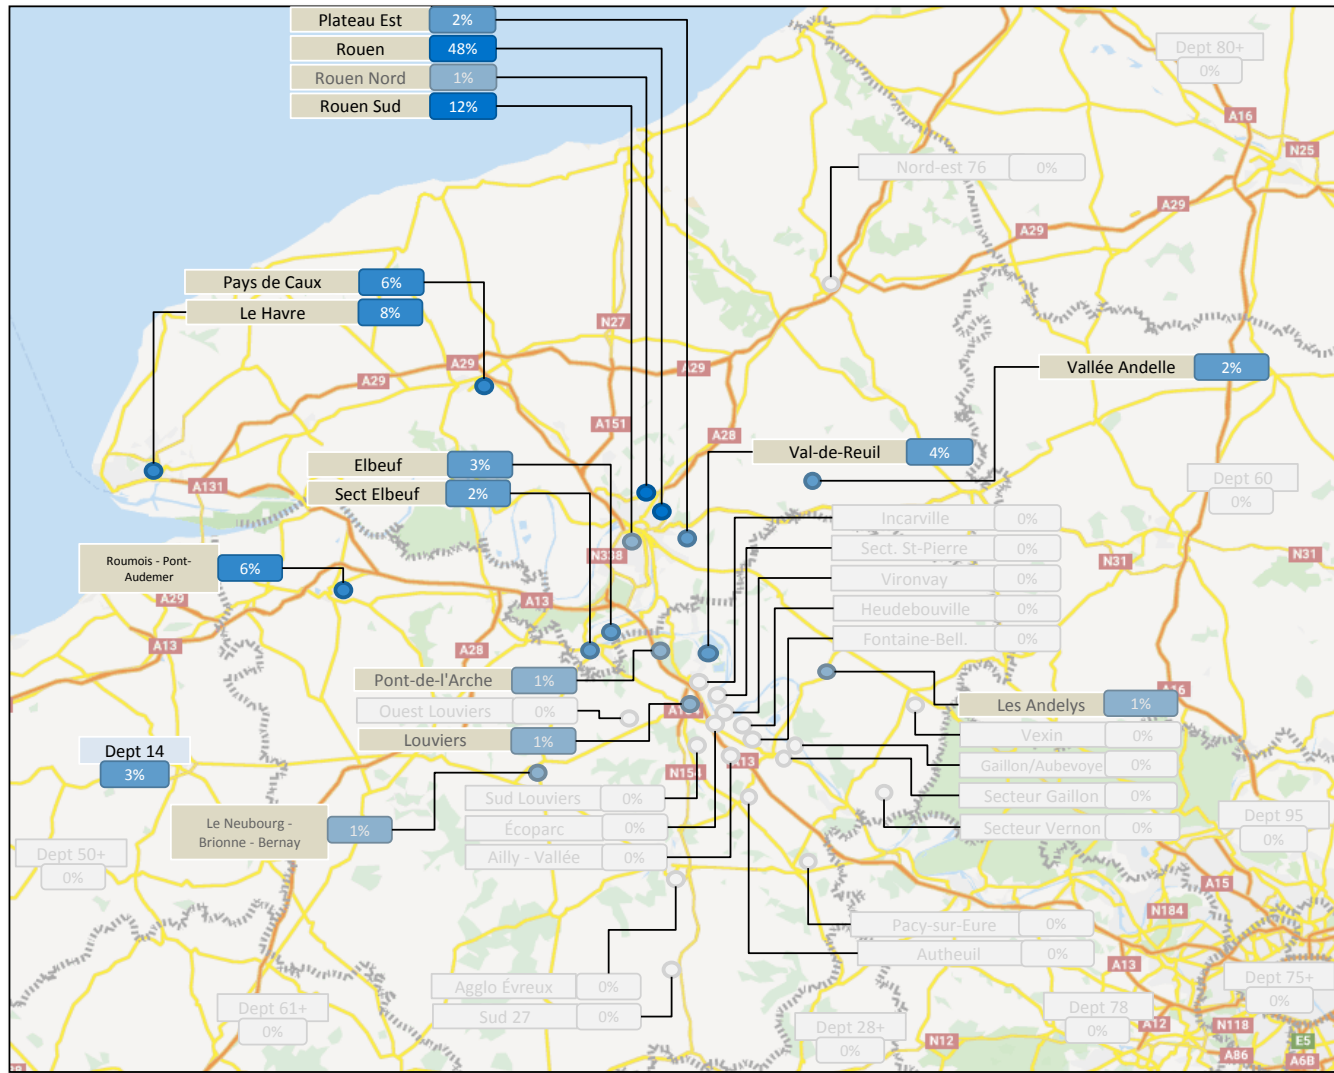 Plateau Est 2%
Rouen 48%
Rouen Nord 1%
Rouen Sud 12%
Dept 80+
0%
A16
N25
Nord-est 76 0%
A29
A29
Pays de Caux 6%
Le Havre 8%
N27
A29
A29
A29
Vallée Andelle 2%
A151
A28
Elbeuf 3%
Val-de-Reuil 4%
Sect Elbeuf 2%
A131
Dept 60
0%
Incarville 0%
Sect. St-Pierre 0%
N338
N31
N31
Roumois - Pont-
Audemer
6%
Vironvay 0%
A29
A13
Heudebouville 0%
A13
A28
Fontaine-Bell. 0%
Pont-de-l'Arche 1%
A16
Les Andelys 1%
Ouest Louviers 0%
Louviers 1%
Vexin 0%
Dept 14
3%
A13
Gaillon/Aubevoye 0%
N154
Sud Louviers 0%
Secteur Gaillon 0%
Le Neubourg -
Brionne - Bernay
1%
Écoparc 0%
Secteur Vernon 0%
Dept 95
0%
Dept 50+
0%
Ailly - Vallée 0%
A15
N184
Pacy-sur-Eure 0%
Autheuil 0%
A13
Agglo Évreux 0%
Dept 75+
0%
Dept 61+
0%
Sud 27 0%
Dept 28+
0%
Dept 78
0%
A12
N118
N12
E5
A86
A6B